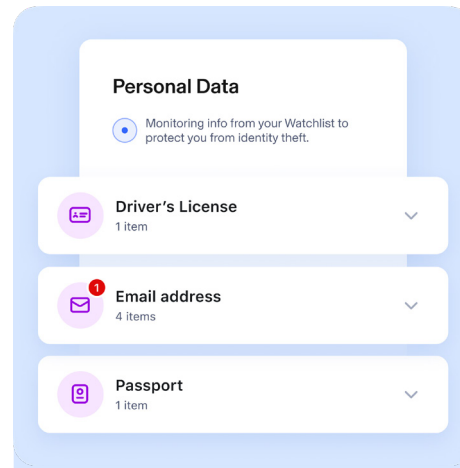 Personal Data
Monitoring info from your Watchlist to
protect you from identity theft.
Driver’s License
1 item
1
Email address
4 items
Passport
1 item